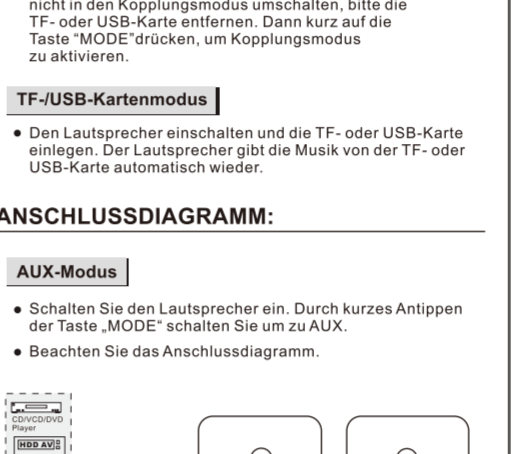 nicht in den Kopplungsmodus umschalten, bitte die
TF- oder USB-Karte entfernen. Dann kurz auf die
Taste “MODE”drücken, um Kopplungsmodus
zu aktivieren.
TF-/USB-Kartenmodus
● Den Lautsprecher einschalten und die TF- oder USB-Karte
einlegen. Der Lautsprecher gibt die Musik von der TF- oder
USB-Karte automatisch wieder.
ANSCHLUSSDIAGRAMM:
AUX-Modus
● Schalten Sie den Lautsprecher ein. Durch kurzes Antippen
der Taste „MODE“ schalten Sie um zu AUX.
● Beachten Sie das Anschlussdiagramm.
CD/VCD/DVD
Player
HDD AV